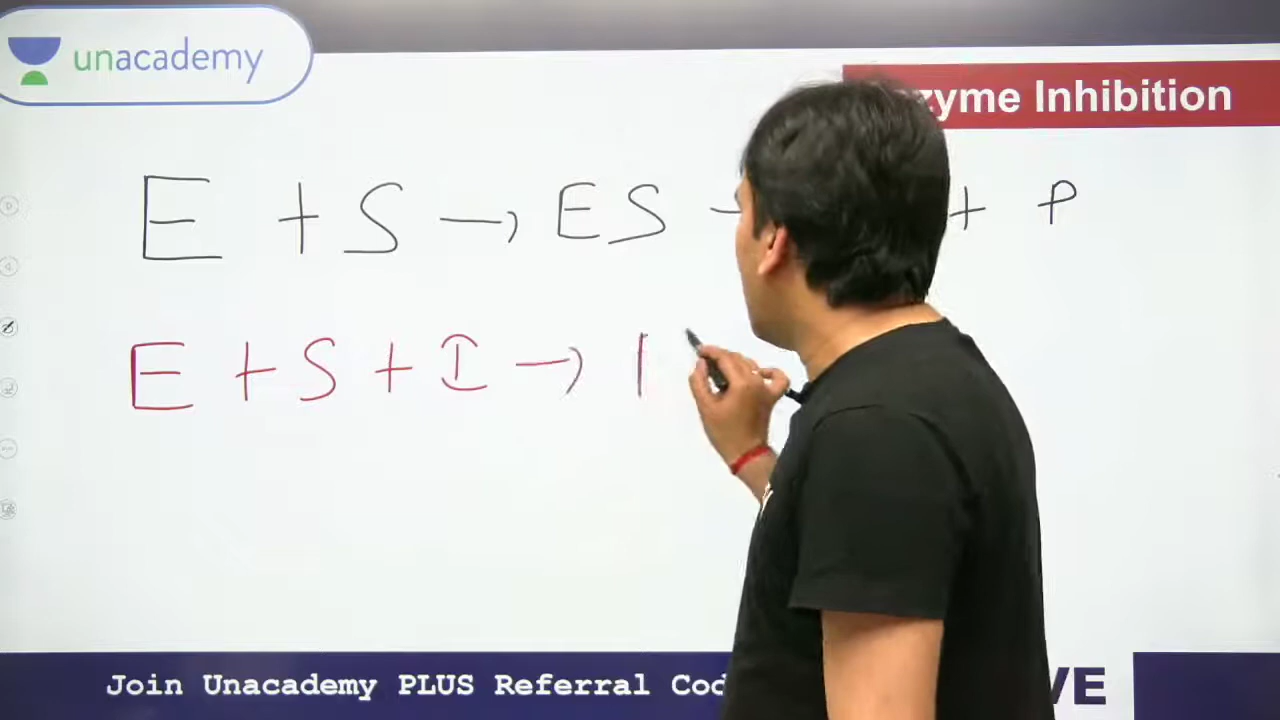 unacademy
zyme Inhibition
E + S → ES - + P
E + S + I → I
Join Unacademy PLUS Referral Cod VE